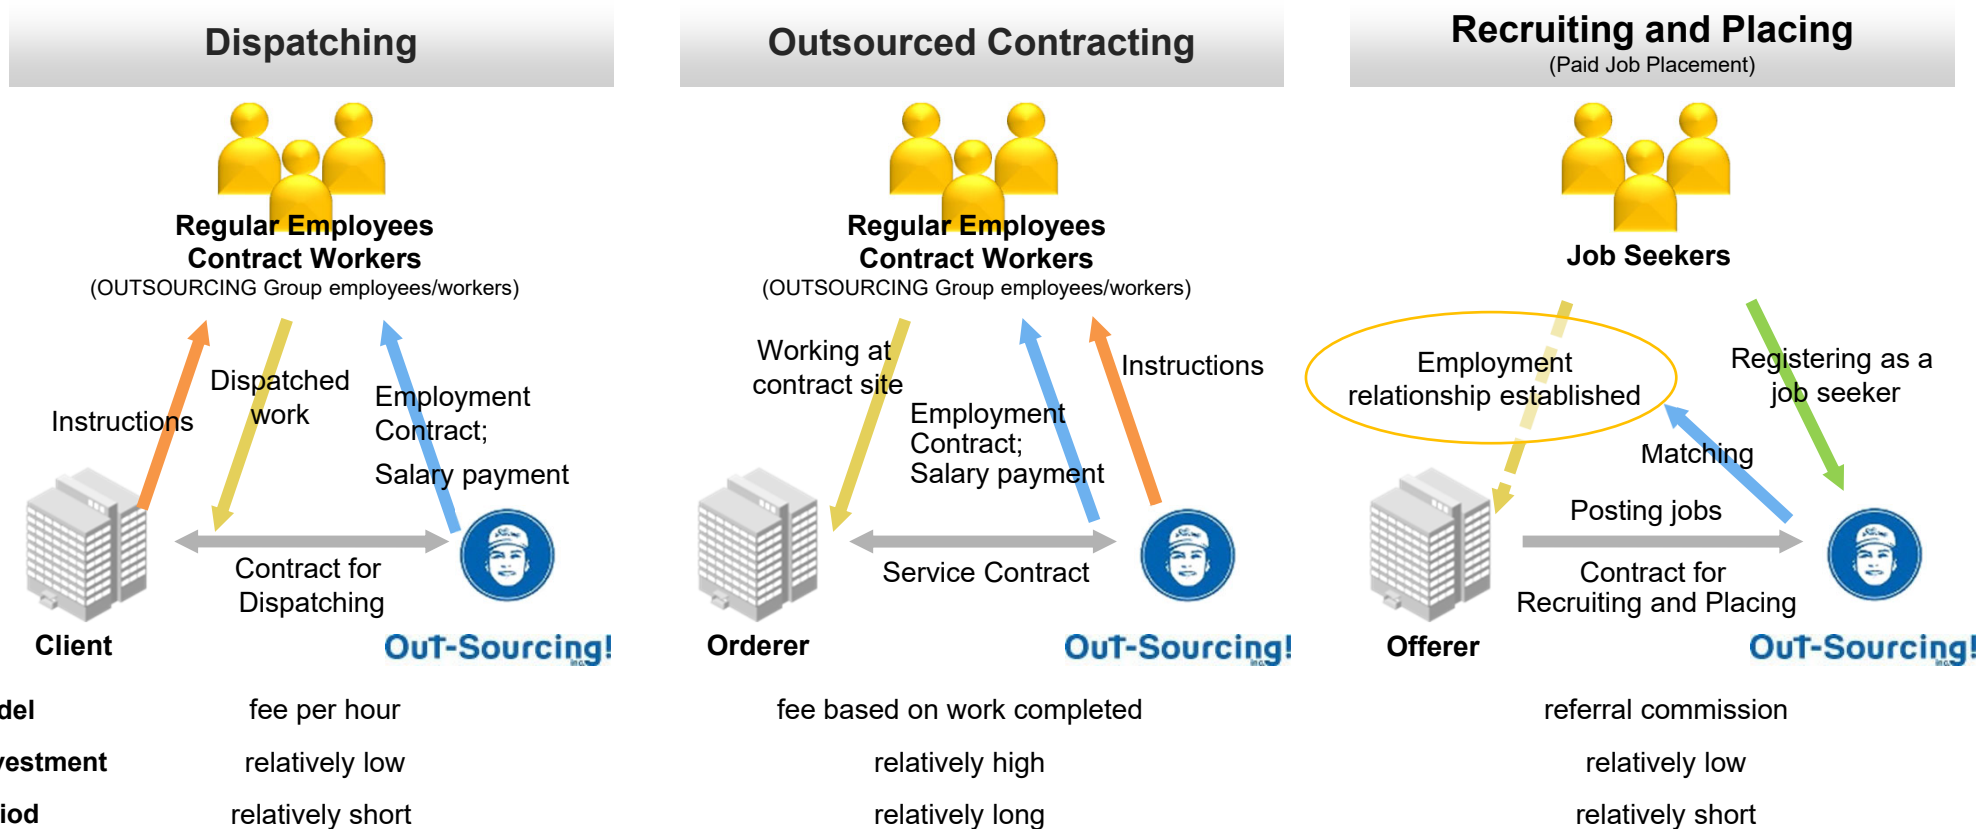 Dispatching
Regular Employees
Contract Workers
(OUTSOURCING Group employees/workers)
Instructions
Dispatched
work
Employment
Contract;
Salary payment
Contract for
Dispatching
Client
OuT-Sourcing!
inc.
Outsourced Contracting
Regular Employees
Contract Workers
(OUTSOURCING Group employees/workers)
Working at
contract site
Employment
Contract;
Salary payment
Instructions
Service Contract
Orderer
OuT-Sourcing!
inc.
Recruiting and Placing
(Paid Job Placement)
Job Seekers
Employment
relationship established
Registering as a
job seeker
Matching
Posting jobs
Contract for
Recruiting and Placing
Offerer
OuT-Sourcing!
inc.
del fee per hour fee based on work completed referral commission
vestment relatively low relatively high relatively low
iod relatively short relatively long relatively short